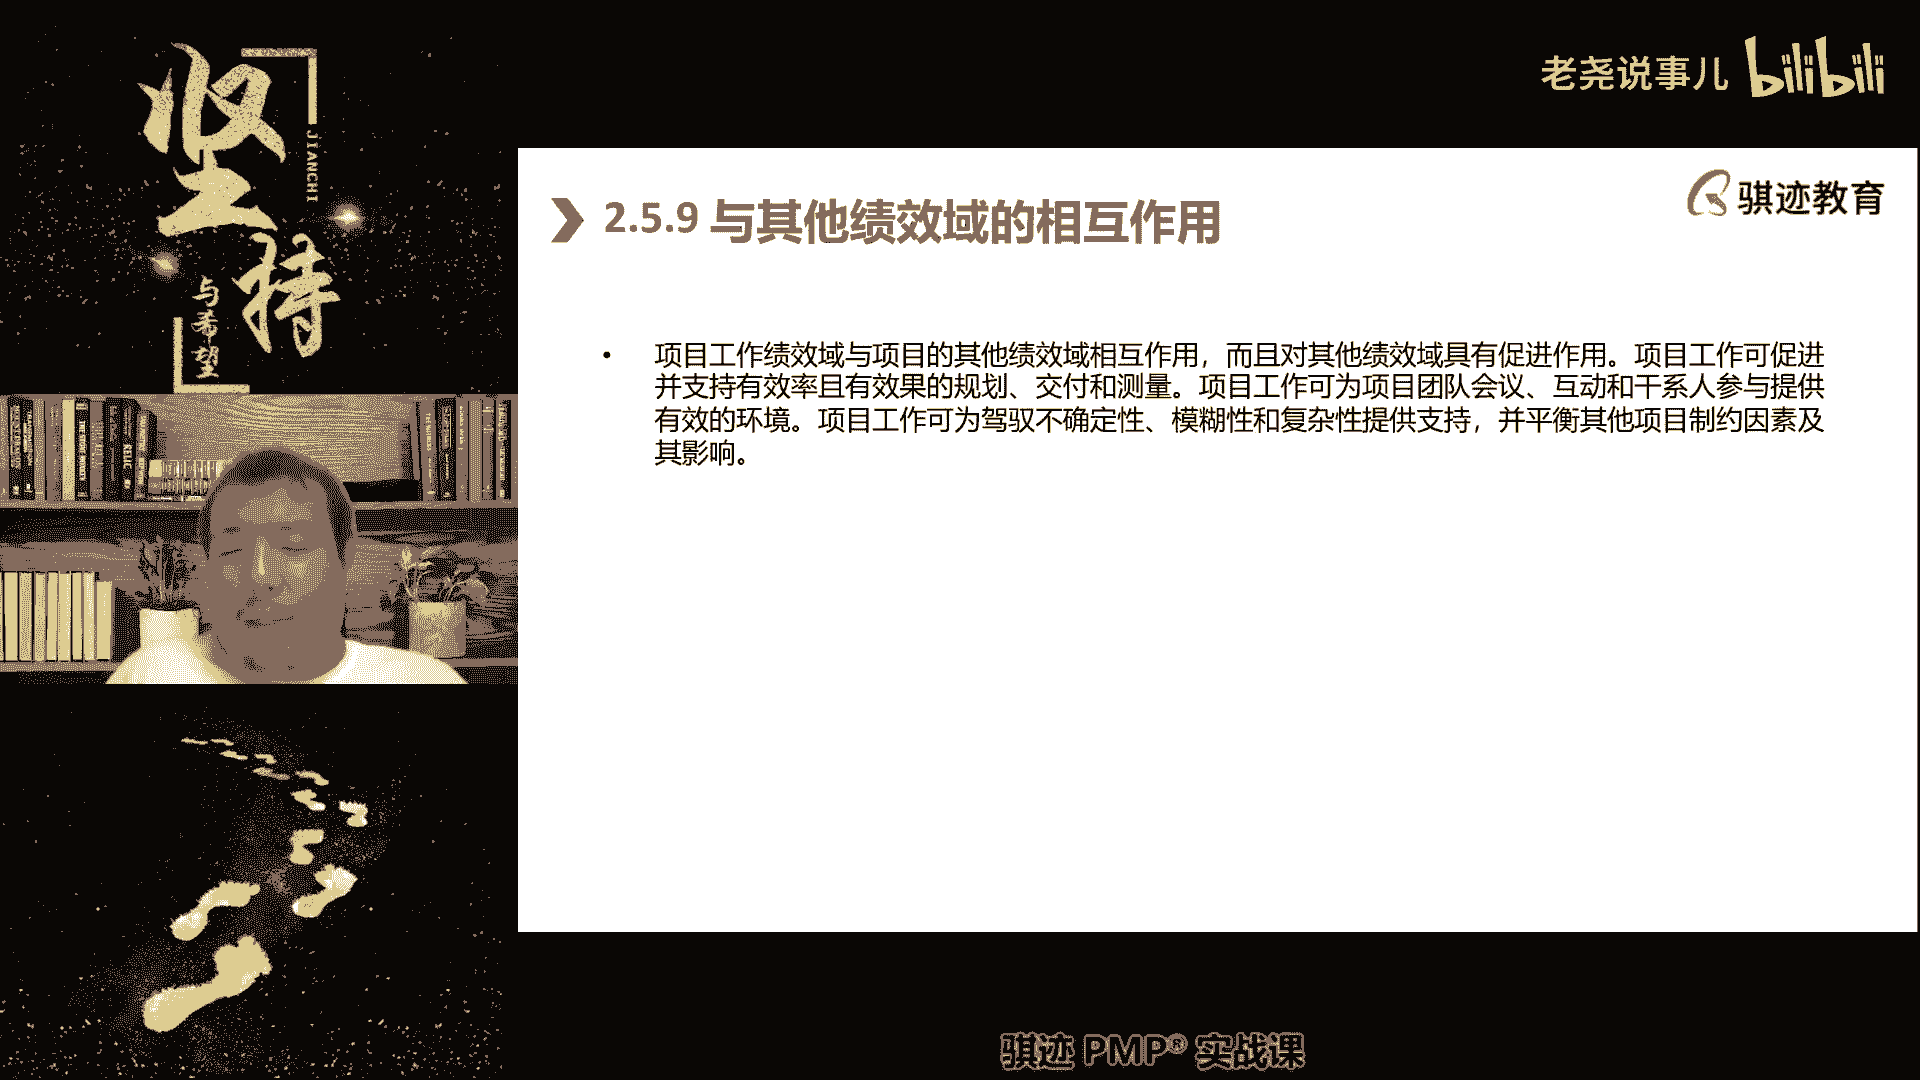 坚
持
JIANCHI
与
希
望
老尧说事儿 bilibili
骐迹教育
2.5.9 与其他绩效域的相互作用
• 项目工作绩效域与项目的其他绩效域相互作用，而且对其他绩效域具有促进作用。项目工作可促进
并支持有效率且有效果的规划、交付和测量。项目工作可为项目团队会议、互动和干系人参与提供
有效的环境。项目工作可为驾驭不确定性、模糊性和复杂性提供支持，并平衡其他项目制约因素及
其影响。
骐迹 PMP® 实战课